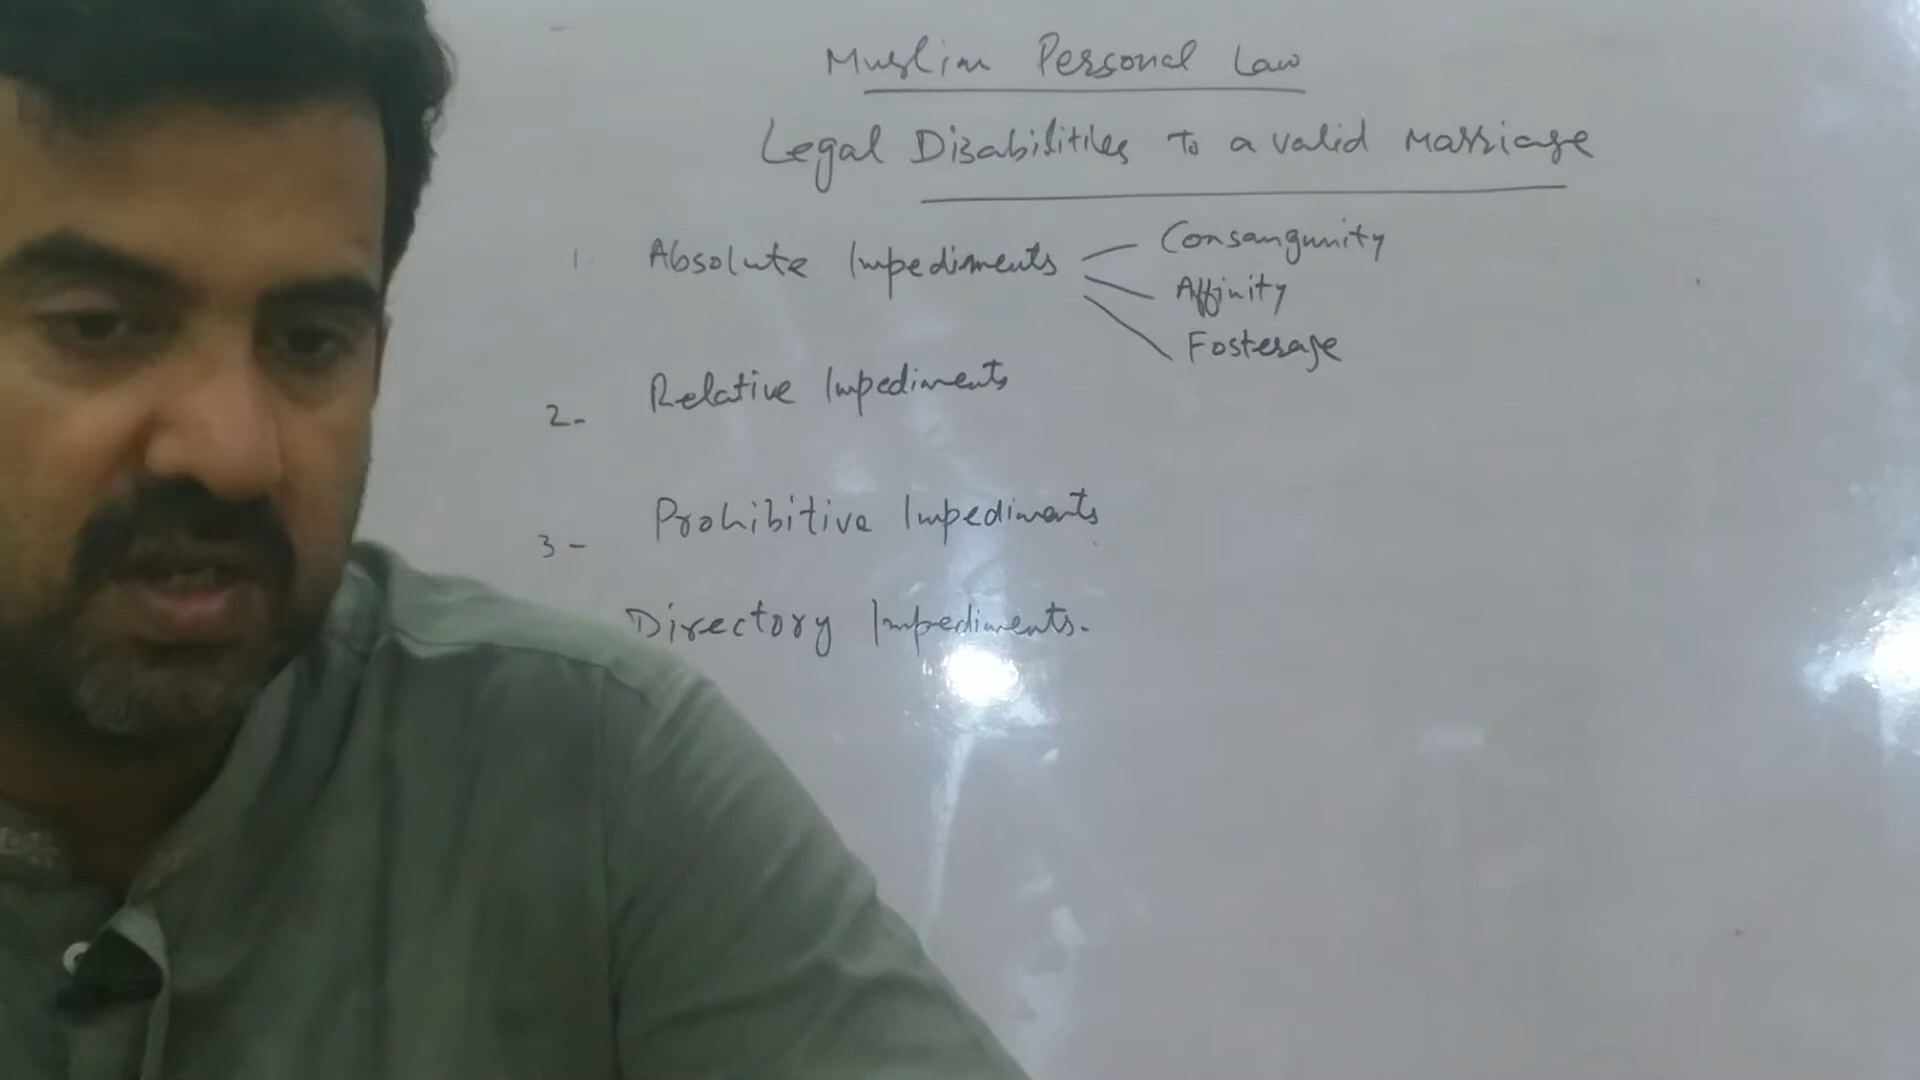 Muslim Personal Law
Legal Disabilities to a valid Marriage
1 Absolute Impediments
Consangunity
Affinity
Fosterage
2- Relative Impediments
3- Prohibitive Impediments
Directory Impediments.